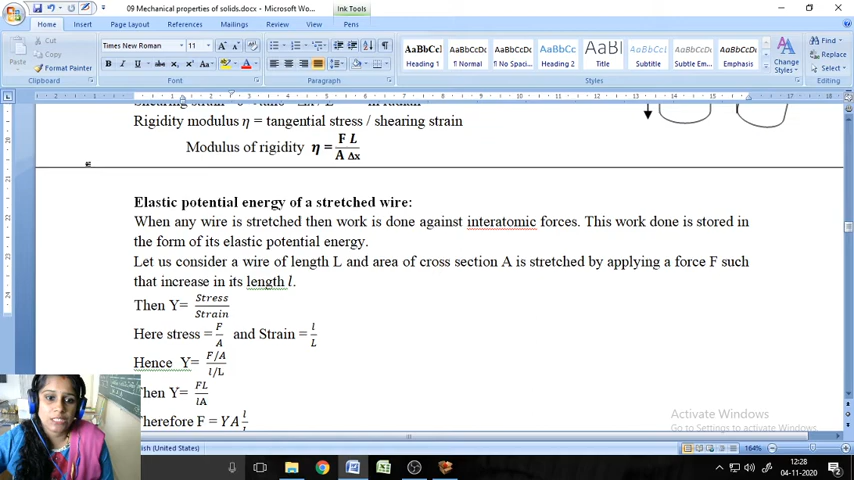 09 Mechanical properties of solids.docx - Microsoft Wo...
Ink Tools
Home Insert Page Layout References Mailings Review View Pens
Cut
Copy
Format Painter
Paste
Clipboard
Times New Roman 11
Font
Paragraph
AaBbCcI AaBbCcDc AaBbCcDc AaBbCcDc AaBbC AaBbCcI AaBbCcDc AaBbCcDc
Heading 1 ¶ Normal ¶ No Spaci... Heading 2 Title Subtitle Subtle Em... Emphasis
Change Styles
Styles
Find
Replace
Select
Editing
Rigidity modulus η = tangential stress / shearing strain
Modulus of rigidity η = F L / A Δx
Elastic potential energy of a stretched wire:
When any wire is stretched then work is done against interatomic forces. This work done is stored in
the form of its elastic potential energy.
Let us consider a wire of length L and area of cross section A is stretched by applying a force F such
that increase in its length l.
Then Y= Stress/Strain
Here stress = F/A and Strain = l/L
Hence Y= F/A / l/L
Then Y= FL/lA
Therefore F = YA l/L
Activate Windows
Go to Settings to activate Windows.
English (United States)
164%
12:28
04-11-2020